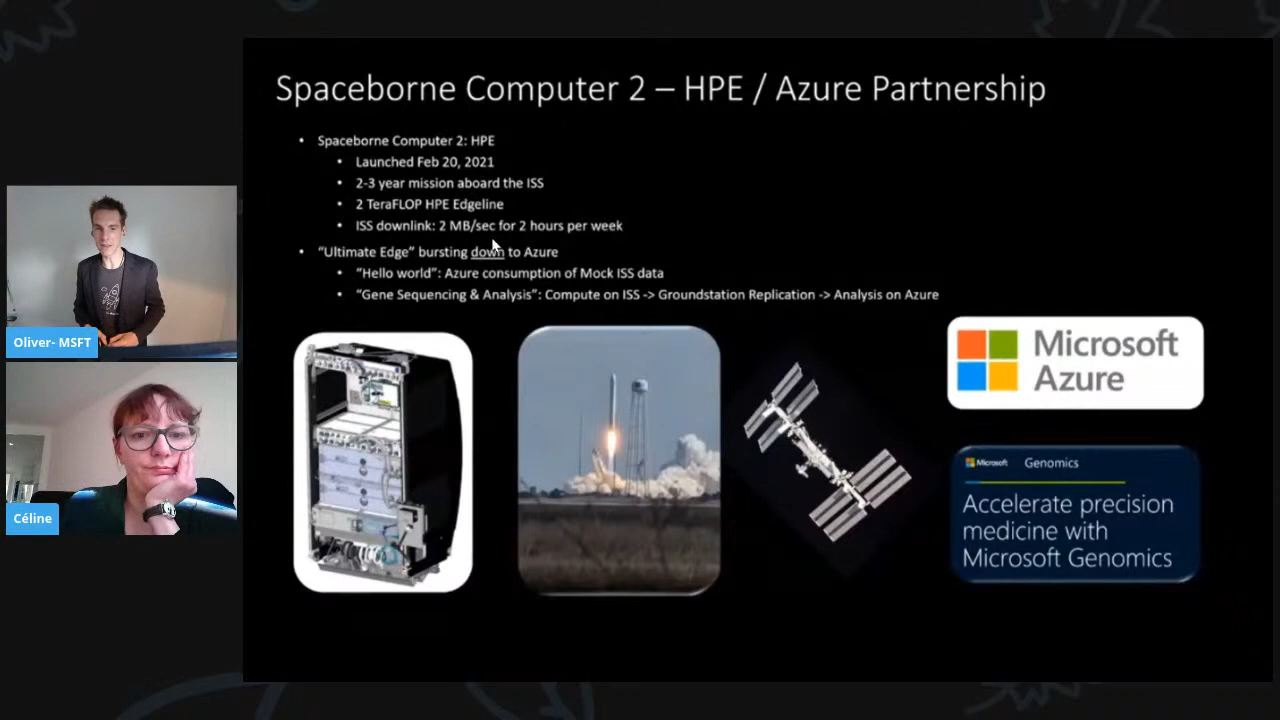 Spaceborne Computer 2 – HPE / Azure Partnership
• Spaceborne Computer 2: HPE
• Launched Feb 20, 2021
• 2-3 year mission aboard the ISS
• 2 TeraFLOP HPE Edgeline
• ISS downlink: 2 MB/sec for 2 hours per week
• “Ultimate Edge” bursting down to Azure
• “Hello world”: Azure consumption of Mock ISS data
• “Gene Sequencing & Analysis”: Compute on ISS -> Groundstation Replication -> Analysis on Azure
Oliver- MSFT
Céline
Microsoft
Azure
Microsoft Genomics
Accelerate precision
medicine with
Microsoft Genomics